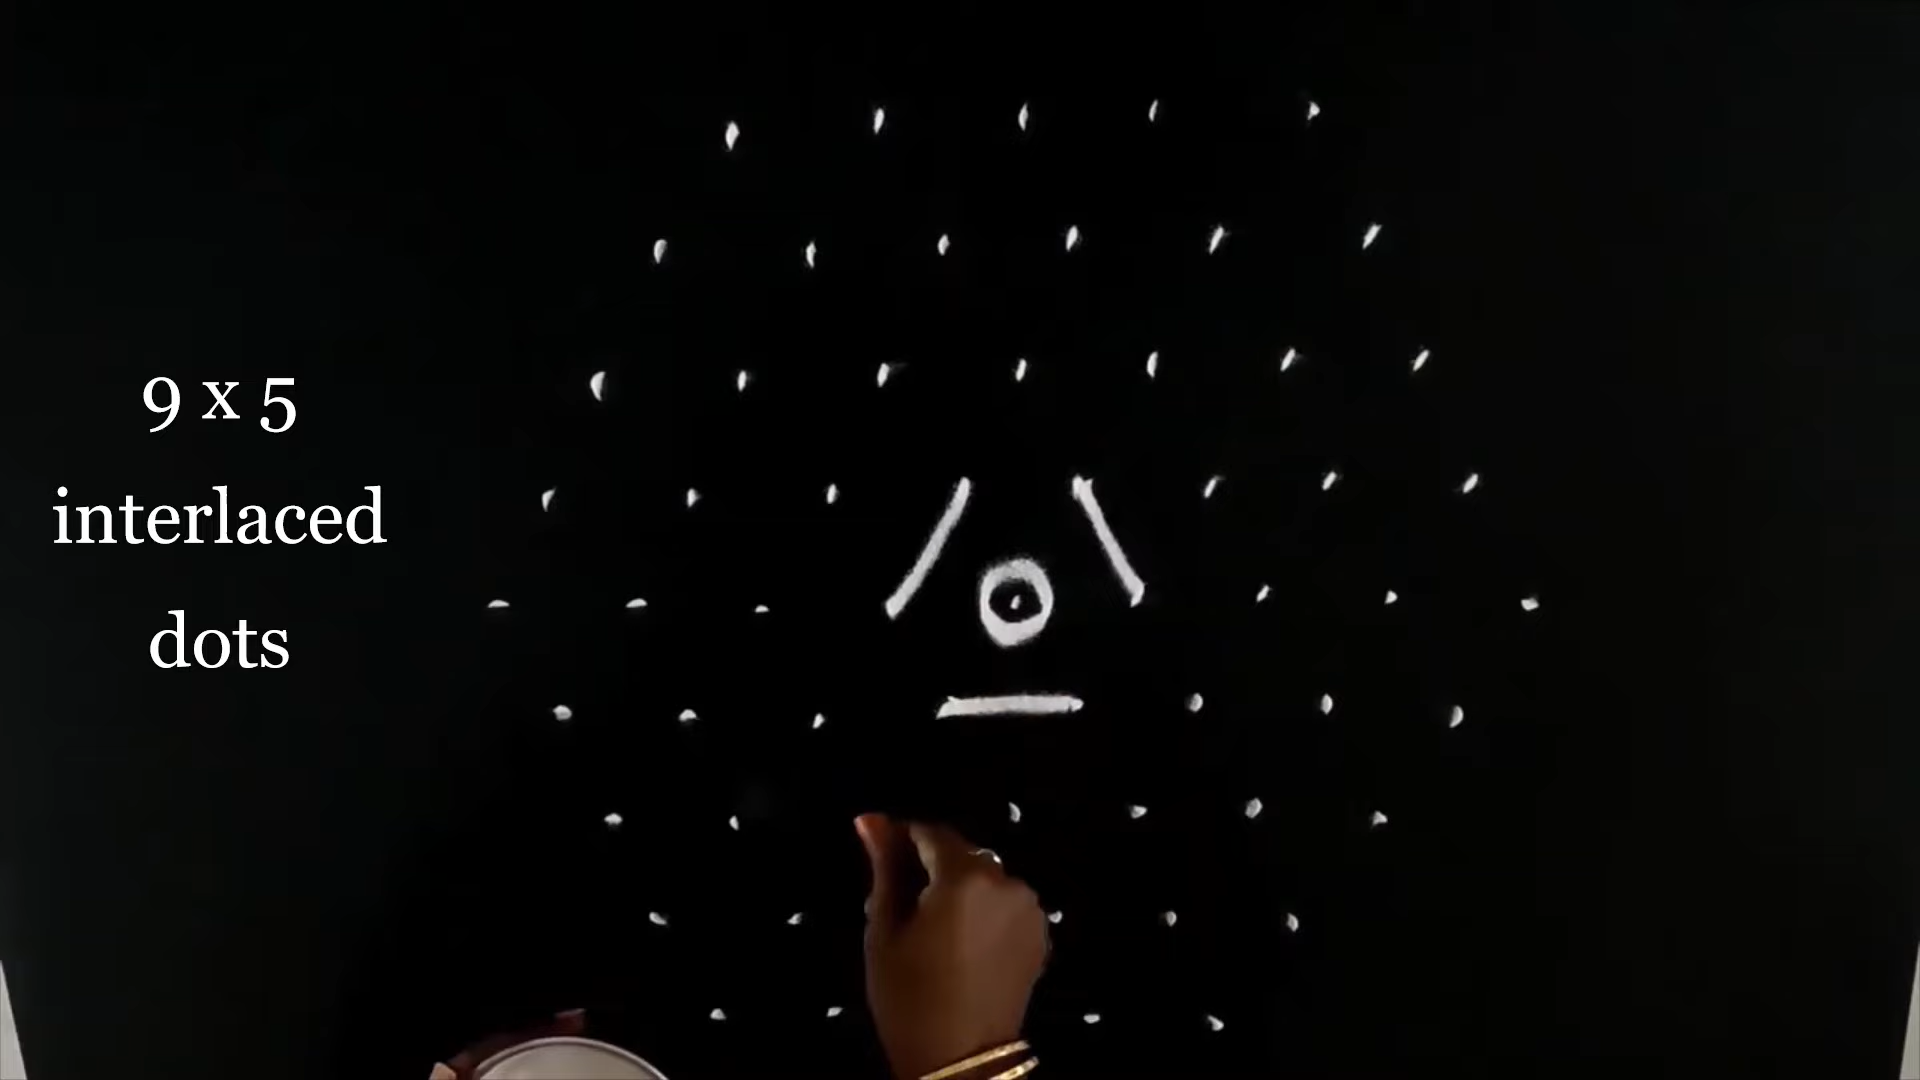 9 x 5
interlaced
dots